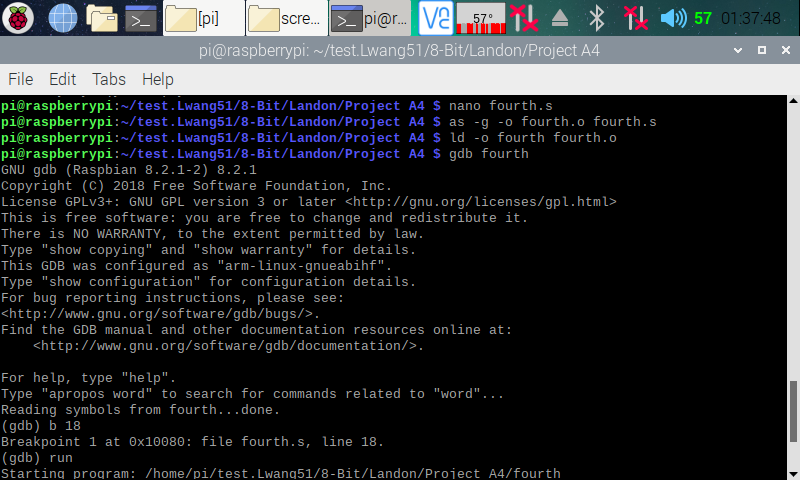 [pi]
scre...
pi@r...
57°
57
01:37:48
pi@raspberrypi: ~/test.Lwang51/8-Bit/Landon/Project A4
File Edit Tabs Help
pi@raspberrypi:~/test.Lwang51/8-Bit/Landon/Project A4 $ nano fourth.s
pi@raspberrypi:~/test.Lwang51/8-Bit/Landon/Project A4 $ as -g -o fourth.o fourth.s
pi@raspberrypi:~/test.Lwang51/8-Bit/Landon/Project A4 $ ld -o fourth fourth.o
pi@raspberrypi:~/test.Lwang51/8-Bit/Landon/Project A4 $ gdb fourth
GNU gdb (Raspbian 8.2.1-2) 8.2.1
Copyright (C) 2018 Free Software Foundation, Inc.
License GPLv3+: GNU GPL version 3 or later <http://gnu.org/licenses/gpl.html>
This is free software: you are free to change and redistribute it.
There is NO WARRANTY, to the extent permitted by law.
Type "show copying" and "show warranty" for details.
This GDB was configured as "arm-linux-gnueabihf".
Type "show configuration" for configuration details.
For bug reporting instructions, please see:
<http://www.gnu.org/software/gdb/bugs/>.
Find the GDB manual and other documentation resources online at:
    <http://www.gnu.org/software/gdb/documentation/>.
For help, type "help".
Type "apropos word" to search for commands related to "word"...
Reading symbols from fourth...done.
(gdb) b 18
Breakpoint 1 at 0x10080: file fourth.s, line 18.
(gdb) run
Starting program: /home/pi/test.Lwang51/8-Bit/Landon/Project A4/fourth